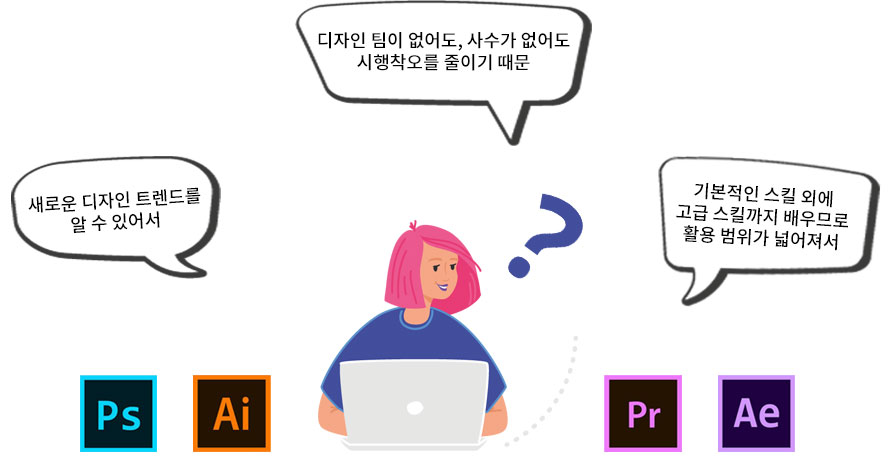 디자인 팀이 없어도, 사수가 없어도
시행착오를 줄이기 때문
새로운 디자인 트렌드를
알 수 있어서
기본적인 스킬 외에
고급 스킬까지 배우므로
활용 범위가 넓어져서
?
Ps
Ai
Pr
Ae